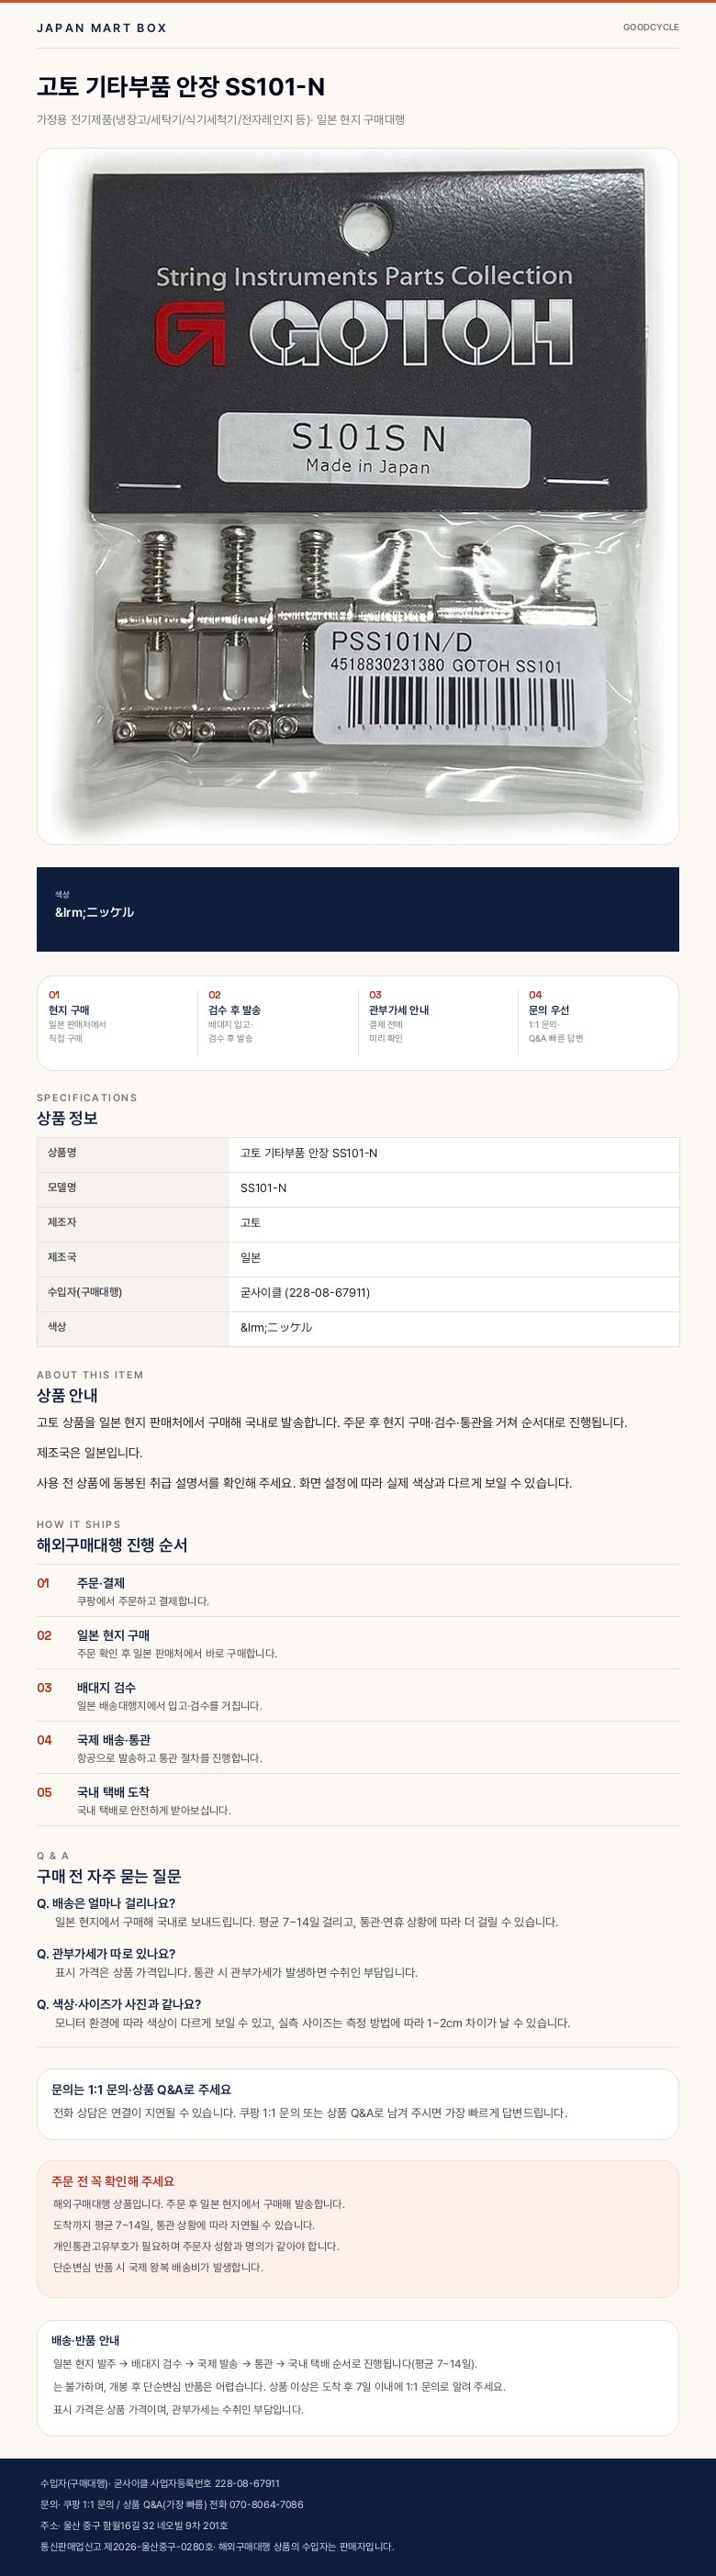 JAPAN MART BOX
GOODCYCLE
고토 기타부품 안장 SS101-N
가정용 전기제품(냉장고/세탁기/식기세척기/전자레인지 등)· 일본 현지 구매대행
String Instruments Parts Collection
GOTOH
S101S N
Made in Japan
PSS101N/D
4518830231380 GOTOH SS101
4518830231380
색상
&lrm;ニッケル
01
현지 구매
일본 판매처에서
직접 구매
02
검수 후 발송
배대지 입고·
검수 후 발송
03
관부가세 안내
결제 전에
미리 확인
04
문의 우선
1:1 문의·
Q&A 빠른 답변
SPECIFICATIONS
상품 정보
상품명 고토 기타부품 안장 SS101-N
모델명 SS101-N
제조자 고토
제조국 일본
수입자(구매대행) 굳사이클 (228-08-67911)
색상 &lrm;ニッケル
ABOUT THIS ITEM
상품 안내
고토 상품을 일본 현지 판매처에서 구매해 국내로 발송합니다. 주문 후 현지 구매·검수·통관을 거쳐 순서대로 진행됩니다.
제조국은 일본입니다.
사용 전 상품에 동봉된 취급 설명서를 확인해 주세요. 화면 설정에 따라 실제 색상과 다르게 보일 수 있습니다.
HOW IT SHIPS
해외구매대행 진행 순서
01 주문·결제
쿠팡에서 주문하고 결제합니다.
02 일본 현지 구매
주문 확인 후 일본 판매처에서 바로 구매합니다.
03 배대지 검수
일본 배송대행지에서 입고·검수를 거칩니다.
04 국제 배송·통관
항공으로 발송하고 통관 절차를 진행합니다.
05 국내 택배 도착
국내 택배로 안전하게 받아보십니다.
Q & A
구매 전 자주 묻는 질문
Q. 배송은 얼마나 걸리나요?
일본 현지에서 구매해 국내로 보내드립니다. 평균 7~14일 걸리고, 통관·연휴 상황에 따라 더 걸릴 수 있습니다.
Q. 관부가세가 따로 있나요?
표시 가격은 상품 가격입니다. 통관 시 관부가세가 발생하면 수취인 부담입니다.
Q. 색상·사이즈가 사진과 같나요?
모니터 환경에 따라 색상이 다르게 보일 수 있고, 실측 사이즈는 측정 방법에 따라 1~2cm 차이가 날 수 있습니다.
문의는 1:1 문의·상품 Q&A로 주세요
전화 상담은 연결이 지연될 수 있습니다. 쿠팡 1:1 문의 또는 상품 Q&A로 남겨 주시면 가장 빠르게 답변드립니다.
주문 전 꼭 확인해 주세요
해외구매대행 상품입니다. 주문 후 일본 현지에서 구매해 발송합니다.
도착까지 평균 7~14일, 통관 상황에 따라 지연될 수 있습니다.
개인통관고유부호가 필요하며 주문자 성함과 명의가 같아야 합니다.
단순변심 반품 시 국제 왕복 배송비가 발생합니다.
배송·반품 안내
일본 현지 발주 → 배대지 검수 → 국제 발송 → 통관 → 국내 택배 순서로 진행됩니다(평균 7~14일).
는 불가하며, 개봉 후 단순변심 반품은 어렵습니다. 상품 이상은 도착 후 7일 이내에 1:1 문의로 알려 주세요.
표시 가격은 상품 가격이며, 관부가세는 수취인 부담입니다.
수입자(구매대행)· 굳사이클 사업자등록번호 228-08-67911
문의· 쿠팡 1:1 문의 / 상품 Q&A(가장 빠름) 전화 070-8064-7086
주소· 울산 중구 함월16길 32 네오빌 9차 201호
통신판매업신고 제2026-울산중구-0280호· 해외구매대행 상품의 수입자는 판매자입니다.